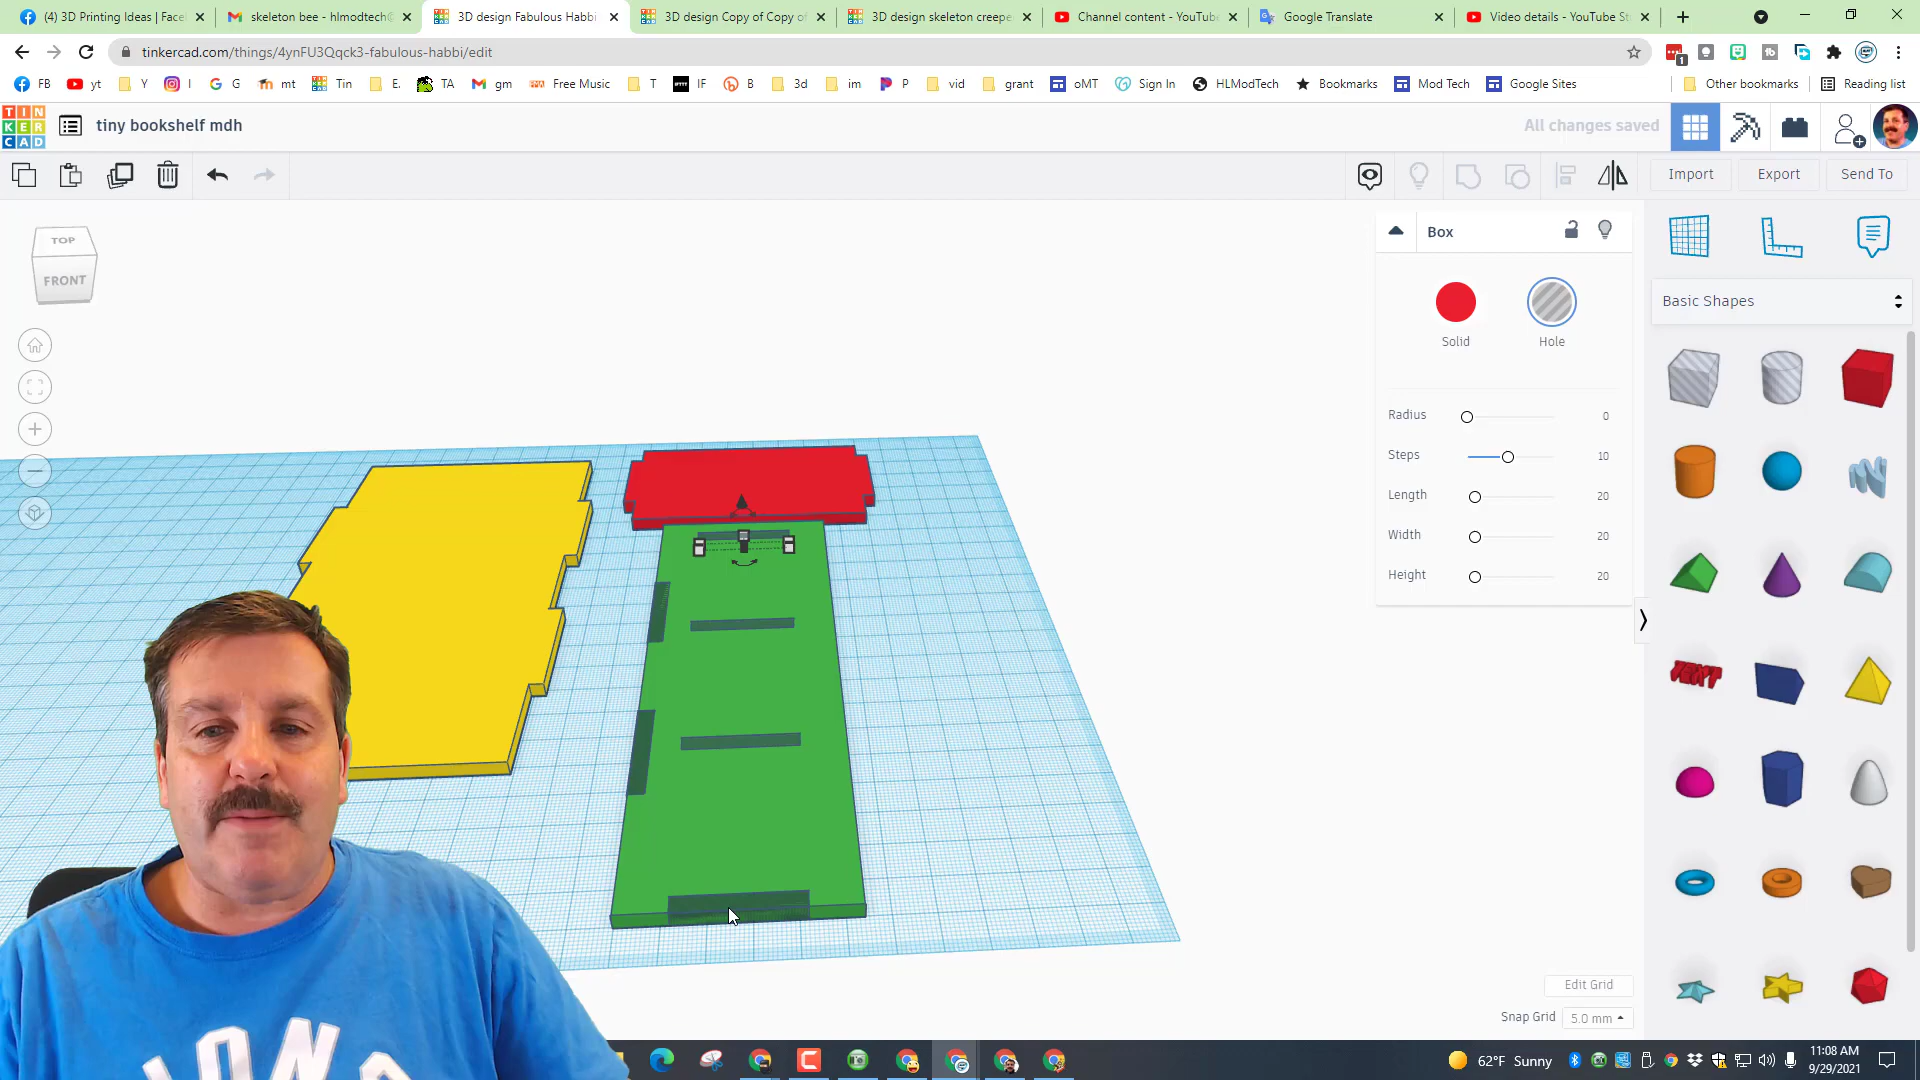 (4) 3D Printing Ideas | Face
skeleton bee - hlmodtech@
3D design Fabulous Habbi
3D design Copy of Copy of
3D design skeleton creepe
Channel content - YouTube
Google Translate
Video details - YouTube St
tinkercad.com/things/4ynFU3Qqck3-fabulous-habbi/edit
1
FB yt Y I G mt Tin E. TA gm Free Music T IF B 3d im P vid grant oMT Sign In HLModTech Bookmarks Mod Tech Google Sites Other bookmarks Reading list
TIN
KER
CAD
tiny bookshelf mdh
All changes saved
Import
Export
Send To
TOP
FRONT
Box
Solid
Hole
Radius 0
Steps 10
Length 20
Width 20
Height 20
Basic Shapes
TEXT
Edit Grid
Snap Grid 5.0 mm
62°F Sunny
11:08 AM
9/29/2021